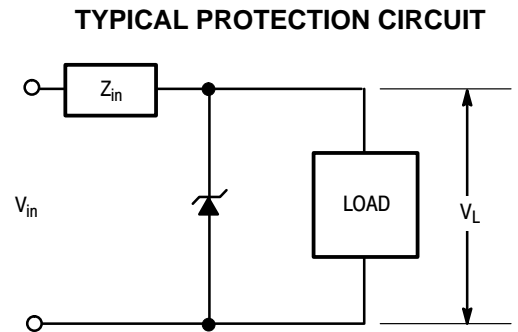 TYPICAL PROTECTION CIRCUIT
Zin
Vin
LOAD
VL